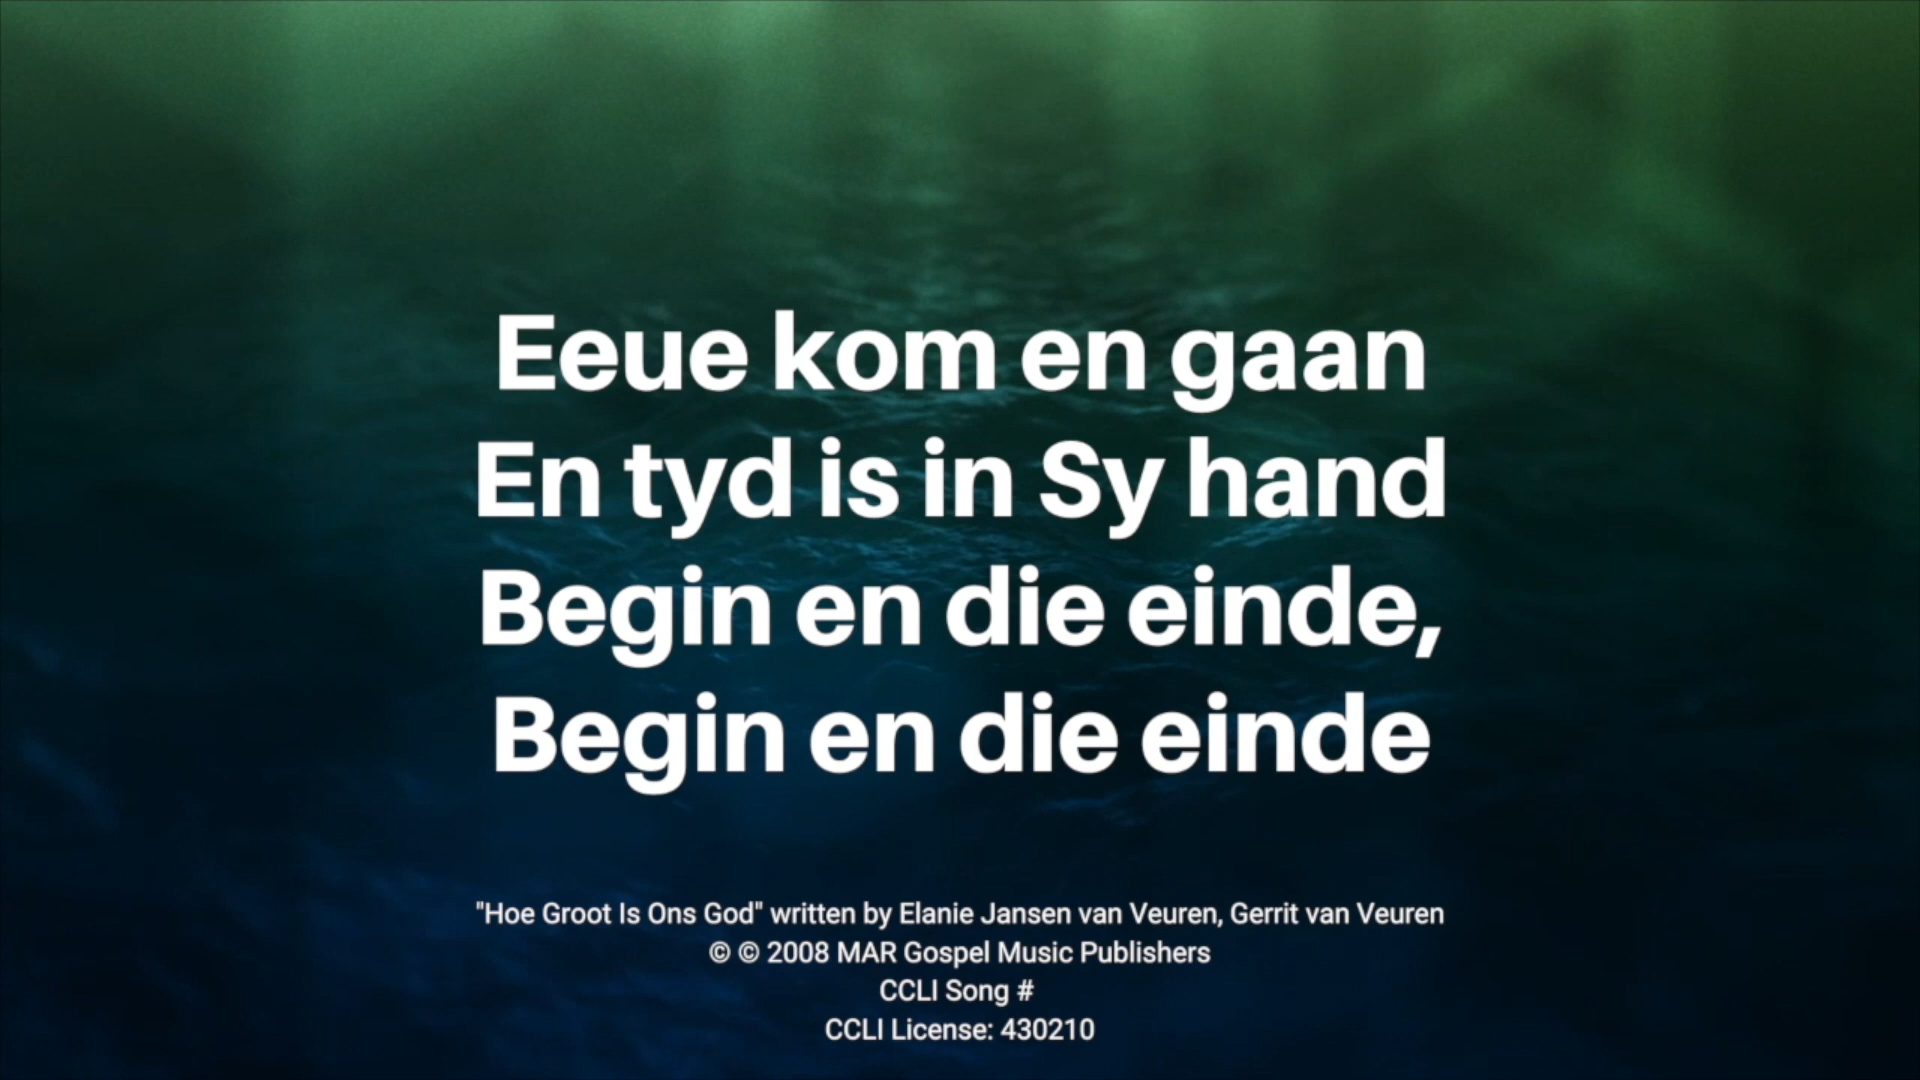 Eeue kom en gaan
En tyd is in Sy hand
Begin en die einde,
Begin en die einde
"Hoe Groot Is Ons God" written by Elanie Jansen van Veuren, Gerrit van Veuren
© © 2008 MAR Gospel Music Publishers
CCLI Song #
CCLI License: 430210